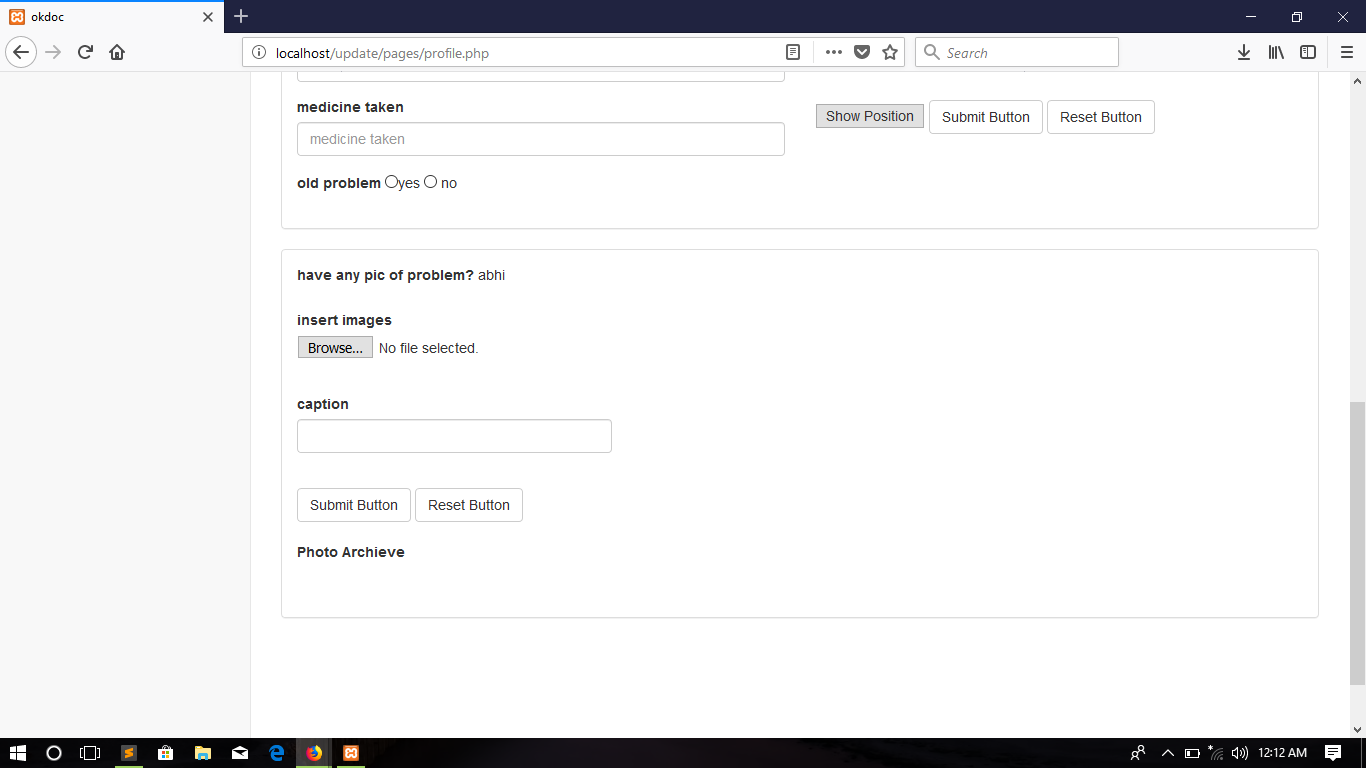 okdoc
localhost/update/pages/profile.php
Search
medicine taken
medicine taken
Show Position Submit Button Reset Button
old problem yes no
have any pic of problem? abhi
insert images
Browse... No file selected.
caption
Submit Button Reset Button
Photo Archieve
12:12 AM